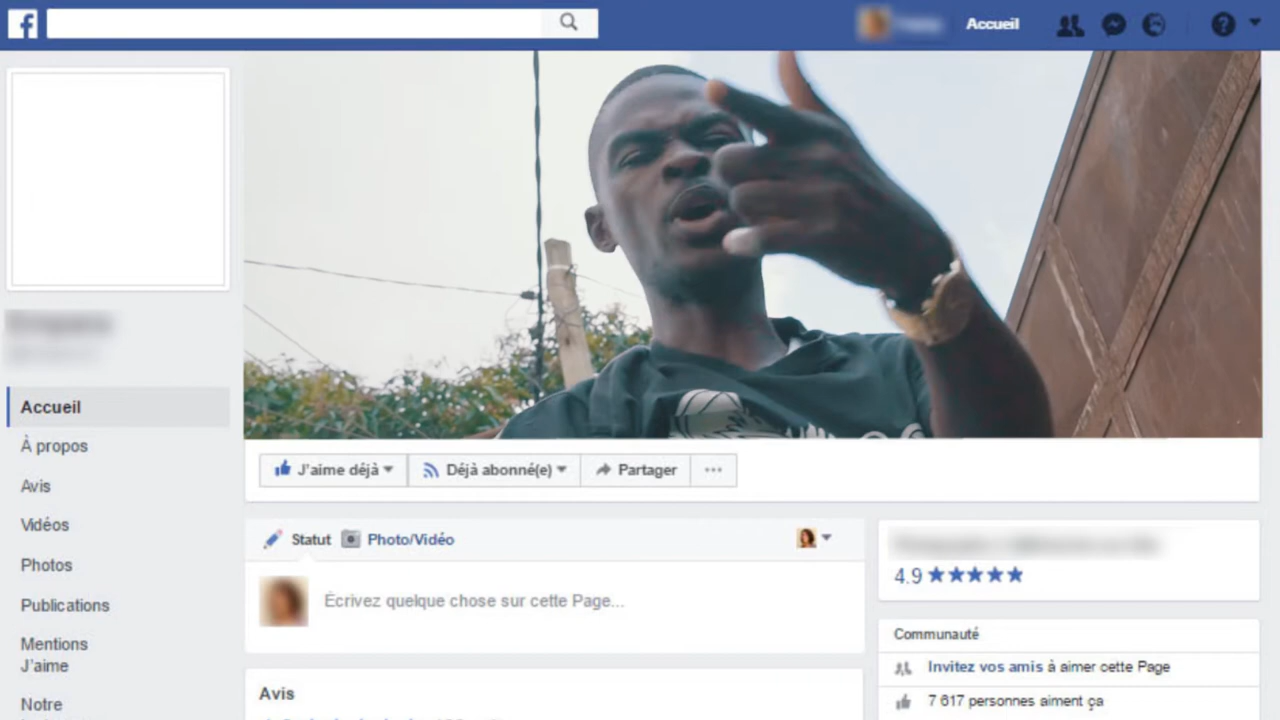 f
Accueil
Accueil
À propos
Avis
Vidéos
Photos
Publications
Mentions
J'aime
Notre
J'aime déjà
Déjà abonné(e)
Partager
...
Statut
Photo/Vidéo
Écrivez quelque chose sur cette Page...
Avis
4.9 ★★★★★
Communauté
Invitez vos amis à aimer cette Page
7 617 personnes aiment ça